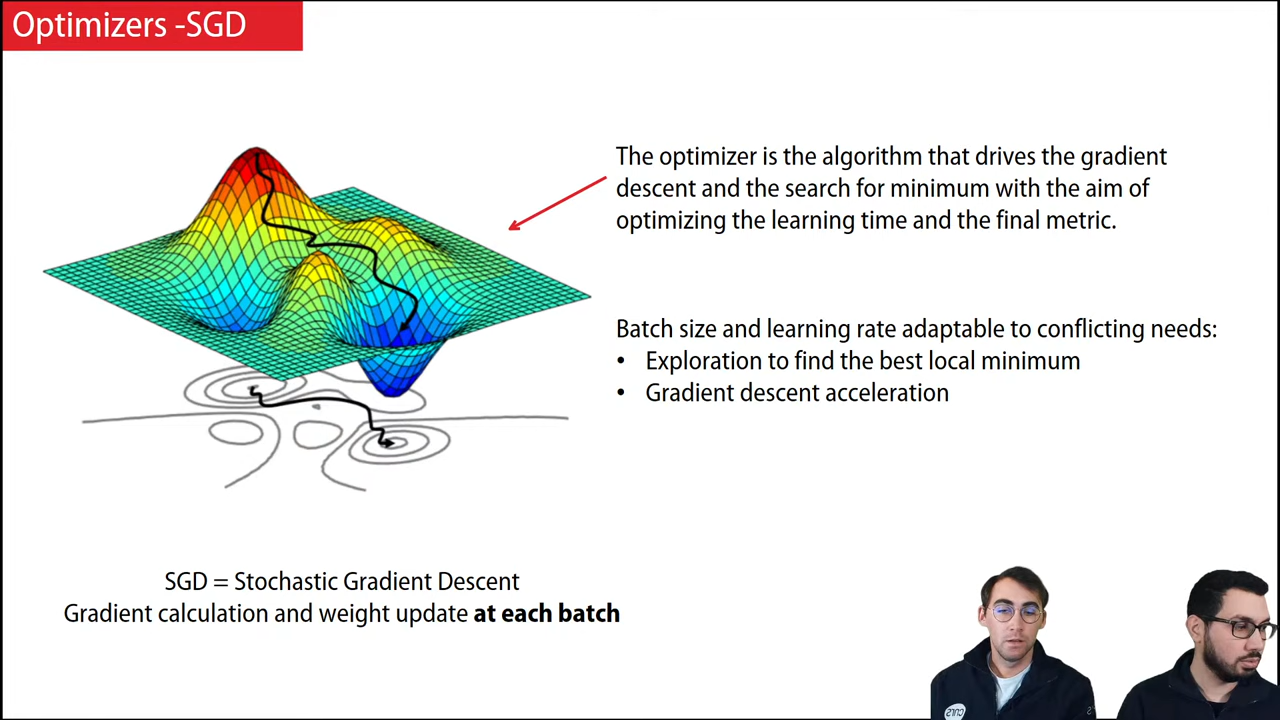 Optimizers -SGD
The optimizer is the algorithm that drives the gradient
descent and the search for minimum with the aim of
optimizing the learning time and the final metric.
Batch size and learning rate adaptable to conflicting needs:
• Exploration to find the best local minimum
• Gradient descent acceleration
SGD = Stochastic Gradient Descent
Gradient calculation and weight update at each batch
cnrs